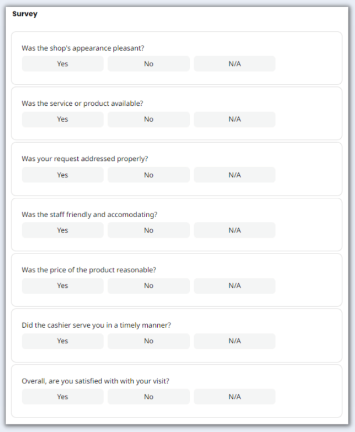 Survey
Was the shop's appearance pleasant?
Yes No N/A
Was the service or product available?
Yes No N/A
Was your request addressed properly?
Yes No N/A
Was the staff friendly and accomodating?
Yes No N/A
Was the price of the product reasonable?
Yes No N/A
Did the cashier serve you in a timely manner?
Yes No N/A
Overall, are you satisfied with with your visit?
Yes No N/A